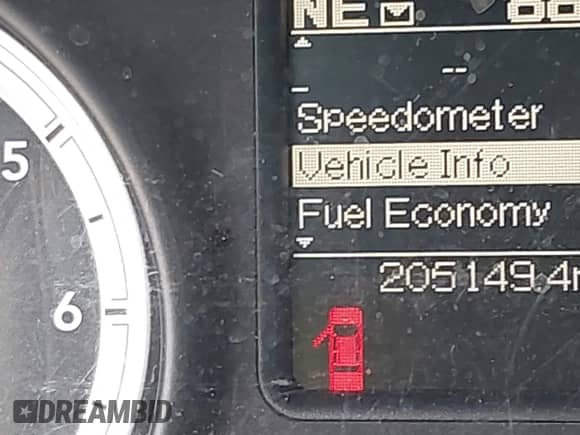 NE
--
Speedometer
Vehicle Info
5
Fuel Economy
205149.4
6
DREAMBID